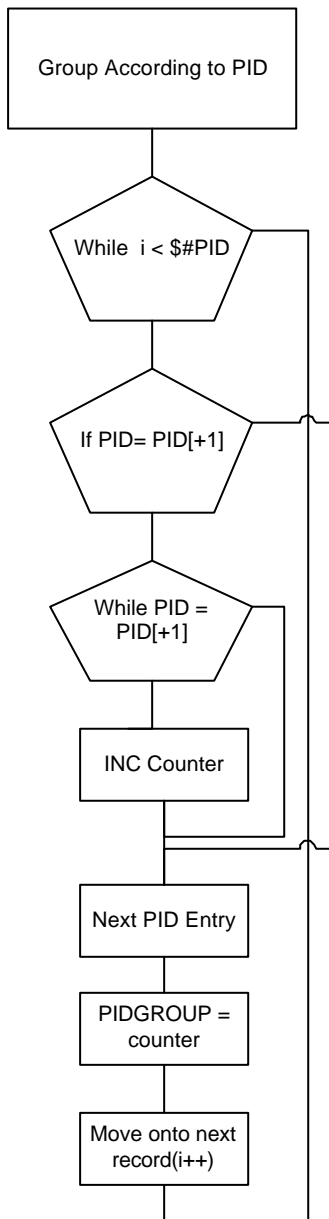 Group According to PID
While i < $#PID
If PID= PID[+1]
While PID =
PID[+1]
INC Counter
Next PID Entry
PIDGROUP =
counter
Move onto next
record(i++)